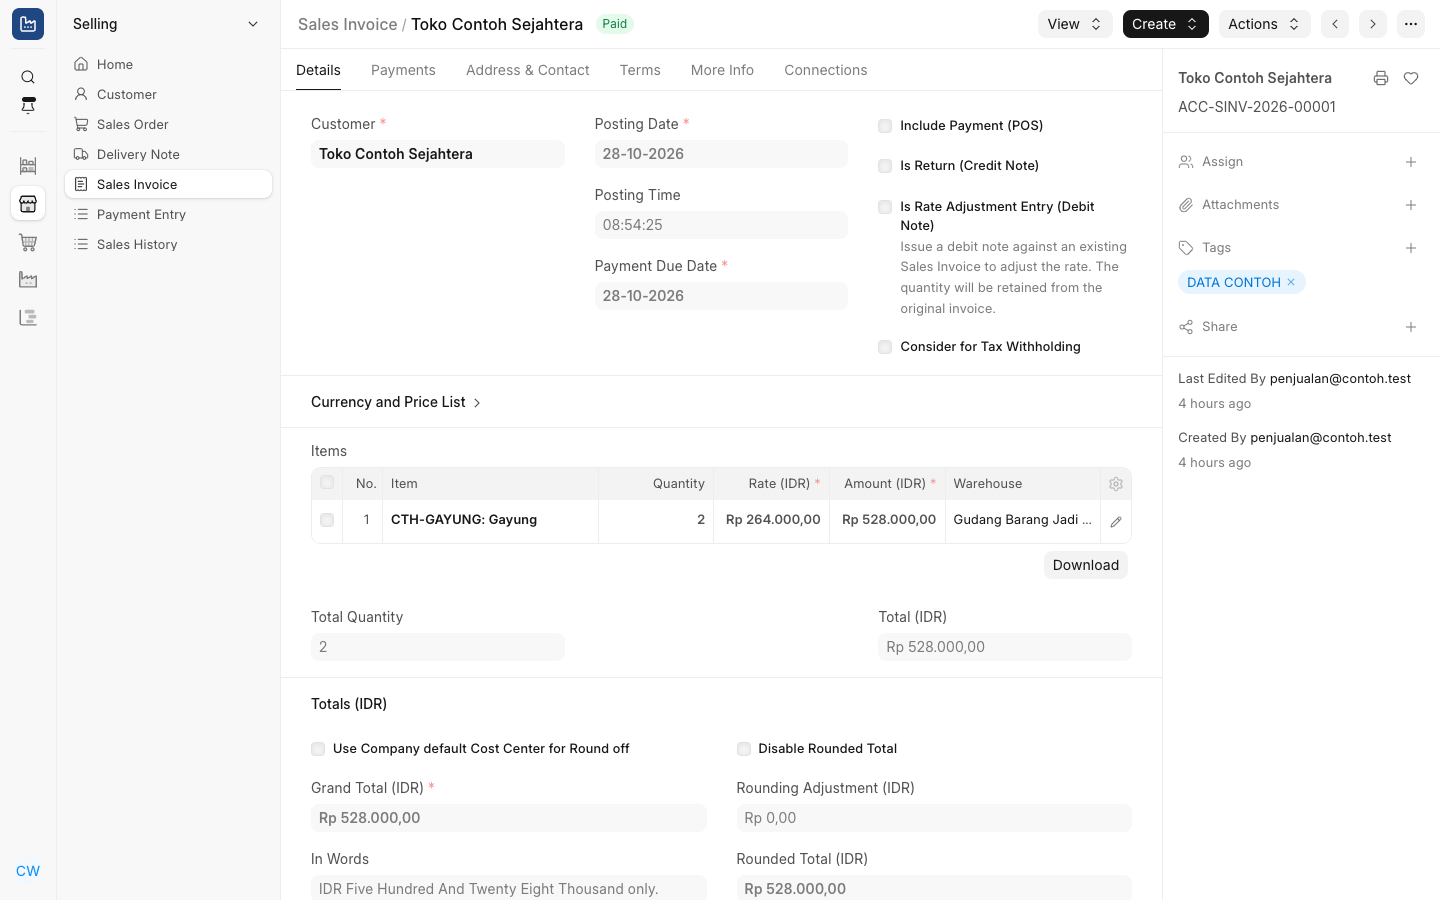 Selling
Home
Customer
Sales Order
Delivery Note
Sales Invoice
Payment Entry
Sales History
CW
Sales Invoice / Toko Contoh Sejahtera Paid
View Create Actions
Details Payments Address & Contact Terms More Info Connections
Customer *
Toko Contoh Sejahtera
Posting Date *
28-10-2026
Posting Time
08:54:25
Payment Due Date *
28-10-2026
Include Payment (POS)
Is Return (Credit Note)
Is Rate Adjustment Entry (Debit
Note)
Issue a debit note against an existing
Sales Invoice to adjust the rate. The
quantity will be retained from the
original invoice.
Consider for Tax Withholding
Currency and Price List
Items
No. Item Quantity Rate (IDR) * Amount (IDR) * Warehouse
1 CTH-GAYUNG: Gayung 2 Rp 264.000,00 Rp 528.000,00 Gudang Barang Jadi ...
Download
Total Quantity
2
Total (IDR)
Rp 528.000,00
Totals (IDR)
Use Company default Cost Center for Round off
Disable Rounded Total
Grand Total (IDR) *
Rp 528.000,00
Rounding Adjustment (IDR)
Rp 0,00
In Words
IDR Five Hundred And Twenty Eight Thousand only.
Rounded Total (IDR)
Rp 528.000,00
Toko Contoh Sejahtera
ACC-SINV-2026-00001
Assign
Attachments
Tags
DATA CONTOH ×
Share
Last Edited By penjualan@contoh.test
4 hours ago
Created By penjualan@contoh.test
4 hours ago